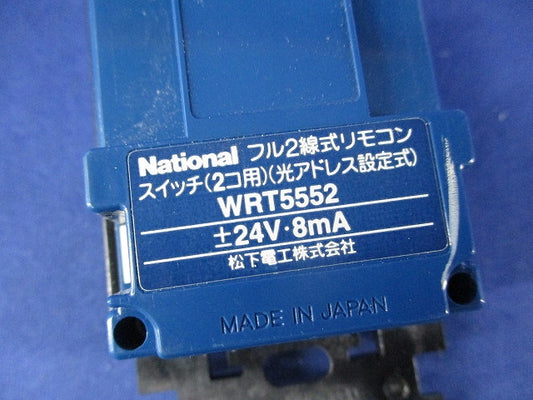 National フル2線式リモコン
スイッチ(2コ用)(光アドレス設定式)
WRT5552
±24V・8mA
松下電工株式会社
MADE IN JAPAN